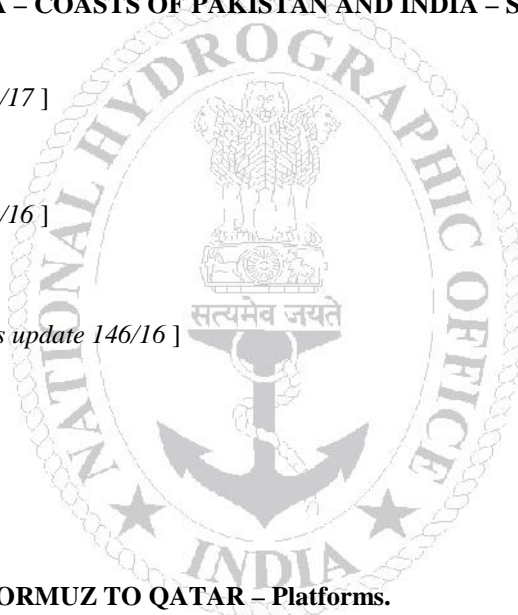 A – COASTS OF PAKISTAN AND INDIA – S
/17 ]
/16 ]
s update 146/16 ]
NATIONAL HYDROGRAPHIC OFFICE
सत्यमेव जयते
INDIA
ORMUZ TO QATAR – Platforms.